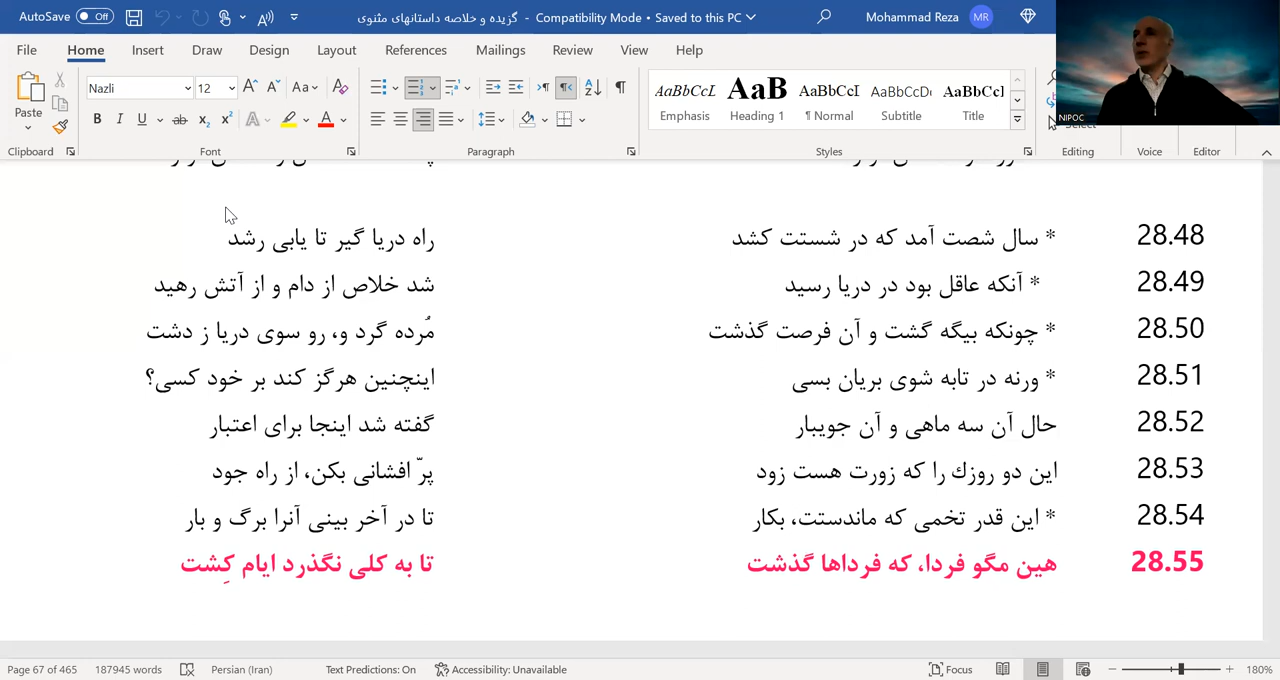 AutoSave Off گزیده و خلاصه داستانهای مثنوی - Compatibility Mode • Saved to this PC Mohammad Reza MR
File Home Insert Draw Design Layout References Mailings Review View Help
NIPOC
Paste Nazli 12 Aa
AaBbCcL AaBb AaBbCcI AaBbCcD AaBbCcI
Emphasis Heading 1 ¶ Normal Subtitle Title
Select
Clipboard Font Paragraph Styles Editing Voice Editor
28.48 * سال شصت آمد که در شستت کشد راه دریا گیر تا یابی رشد
28.49 * آنکه عاقل بود در دریا رسید شد خلاص از دام و از آتش رهید
28.50 * چونکه بیگه گشت و آن فرصت گذشت مُرده گرد و، رو سوی دریا ز دشت
28.51 * ورنه در تابه شوی بریان بسی اینچنین هرگز کند بر خود کسی؟
28.52 حال آن سه ماهی و آن جویبار گفته شد اینجا برای اعتبار
28.53 این دو روزك را که زورت هست زود پرّ افشانی بکن، از راه جود
28.54 * این قدر تخمی که ماندستت، بکار تا در آخر بینی آنرا برگ و بار
28.55 هین مگو فردا، که فرداها گذشت تا به کلی نگذرد ایام کِشت
Page 67 of 465 187945 words Persian (Iran) Text Predictions: On Accessibility: Unavailable Focus 180%